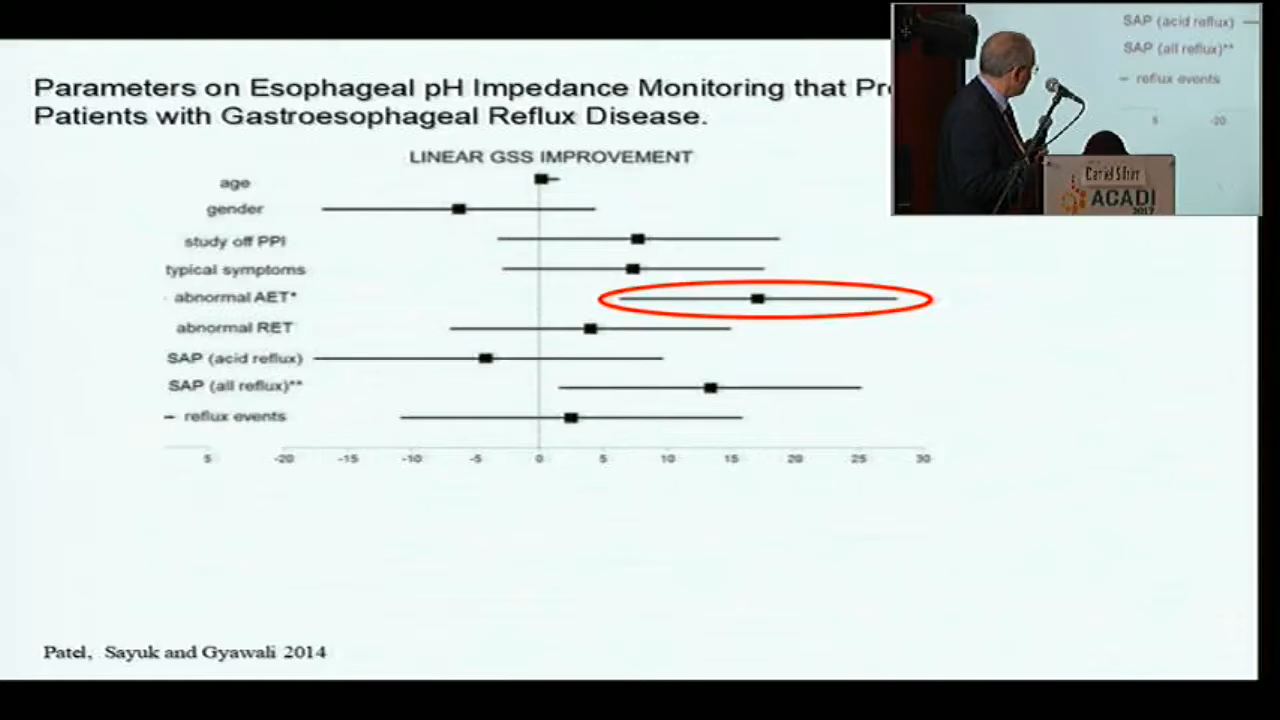 Parameters on Esophageal pH Impedance Monitoring that
Patients with Gastroesophageal Reflux Disease.
LINEAR GSS IMPROVEMENT
age
gender
study off PPI
typical symptoms
abnormal AET*
abnormal RET
SAP (acid reflux)
SAP (all reflux)**
reflux events
5 -20 -15 -10 -5 0 5 10 15 20 25 30
Patel, Sayuk and Gyawali 2014
SAP (acid reflux)
SAP (all reflux)**
reflux events
5 -20
ACADI
2017